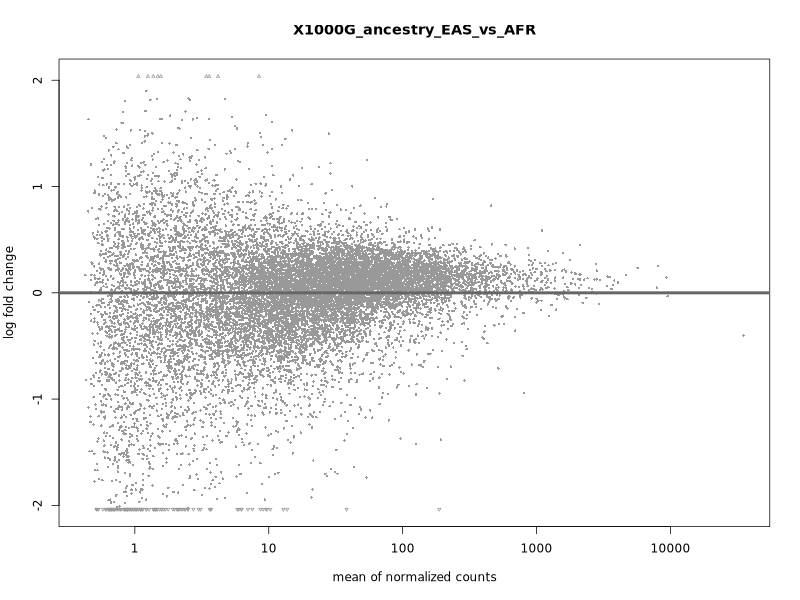 X1000G_ancestry_EAS_vs_AFR
log fold change
2
1
0
-1
-2
1 10 100 1000 10000
mean of normalized counts